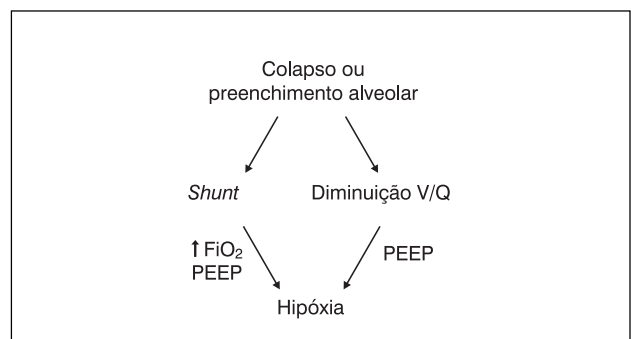 Colapso ou
preenchimento alveolar
Shunt
Diminuição V/Q
↑ FiO₂
PEEP
PEEP
Hipóxia